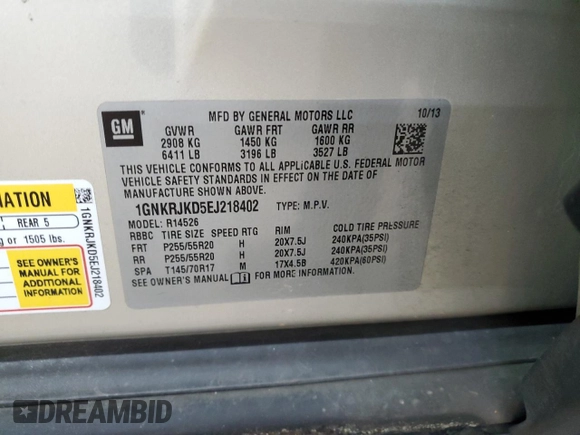 GM
MFD BY GENERAL MOTORS LLC 10/13
GVWR GAWR FRT GAWR RR
2908 KG 1450 KG 1600 KG
6411 LB 3196 LB 3527 LB
THIS VEHICLE CONFORMS TO ALL APPLICABLE U.S. FEDERAL MOTOR
VEHICLE SAFETY STANDARDS IN EFFECT ON THE DATE OF
MANUFACTURE SHOWN ABOVE.
1GNKRJKD5EJ218402 TYPE: M.P.V.
MODEL: R14526
RBBC TIRE SIZE SPEED RTG RIM COLD TIRE PRESSURE
FRT P255/55R20 H 20X7.5J 240KPA(35PSI)
RR P255/55R20 H 20X7.5J 240KPA(35PSI)
SPA T145/70R17 M 17X4.5B 420KPA(60PSI)
SEE OWNER'S MANUAL FOR MORE INFORMATION.
REAR 5
or 1505 lbs.
SEE OWNER'S
MANUAL FOR
ADDITIONAL
INFORMATION
1GNKRJKD5EJ218402
DREAMBID